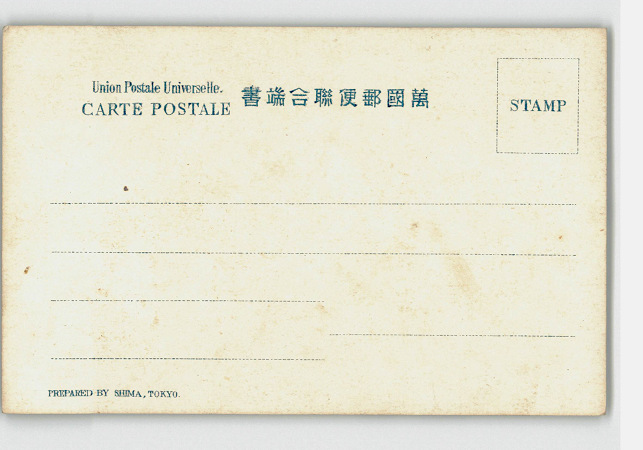 Union Postale Universelle.
CARTE POSTALE
萬國郵便聯合端書
STAMP
PREPARED BY SHIMA, TOKYO.